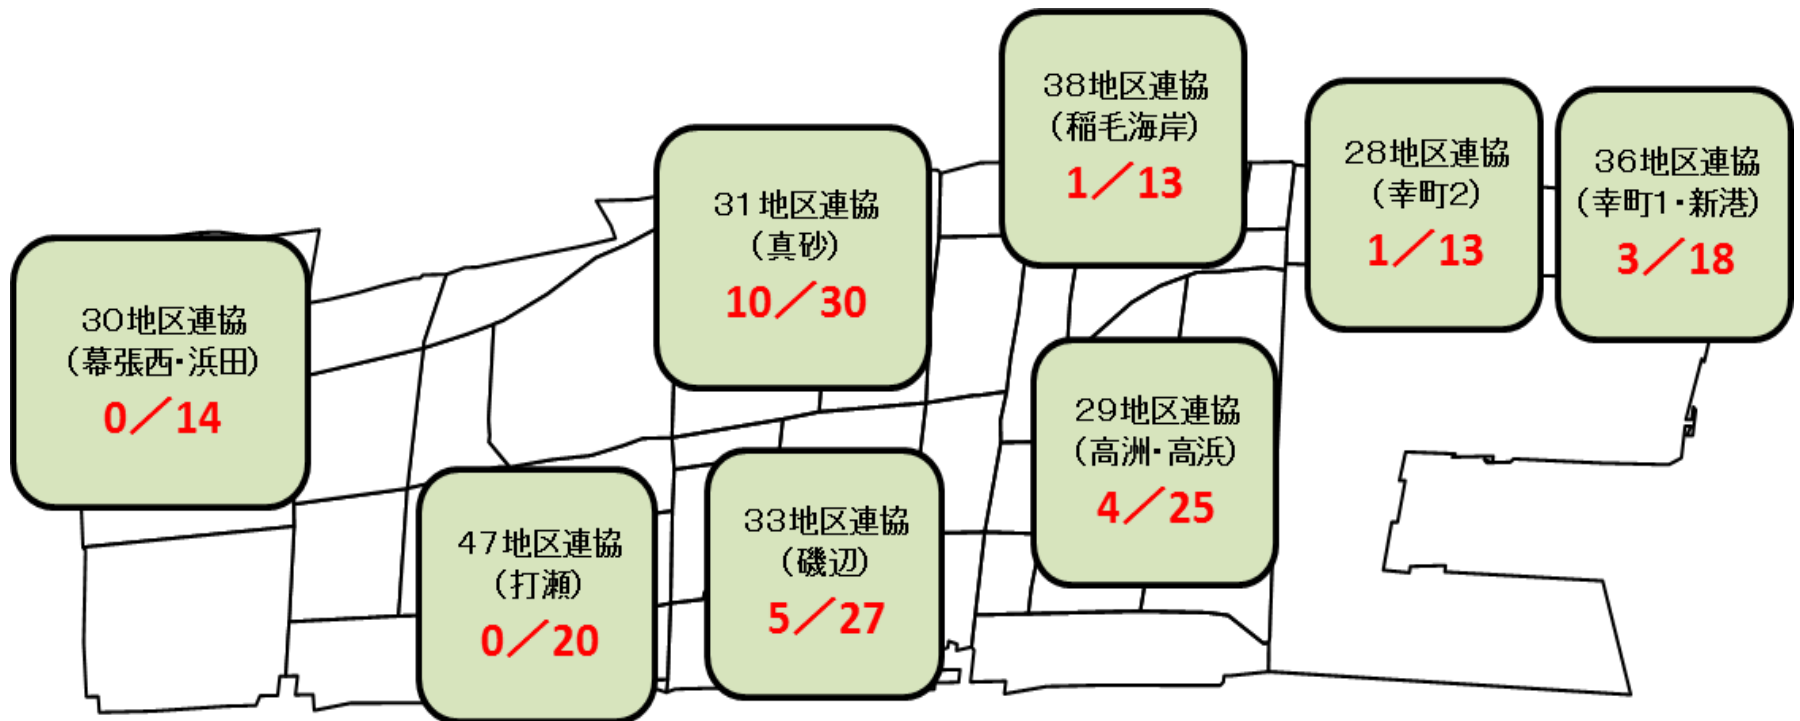 38地区連協
（稲毛海岸）
1／13
28地区連協
（幸町2）
1／13
36地区連協
（幸町1・新港）
3／18
31地区連協
（真砂）
10／30
30地区連協
（幕張西・浜田）
0／14
29地区連協
（高洲・高浜）
4／25
47地区連協
（打瀬）
0／20
33地区連協
（磯辺）
5／27